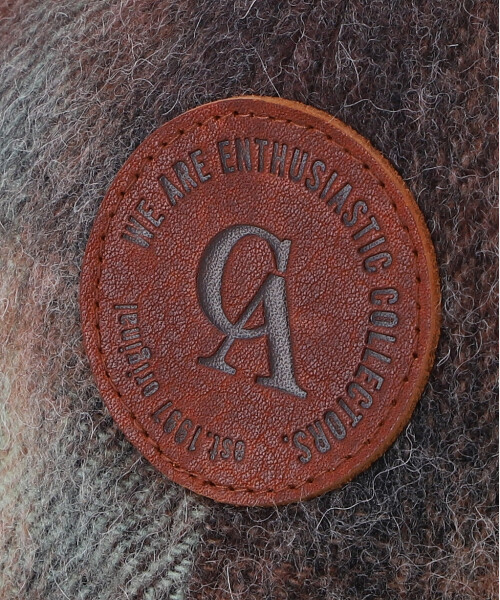 WE ARE ENTHUSIASTIC COLLECTORS.
CA
est.1997 original